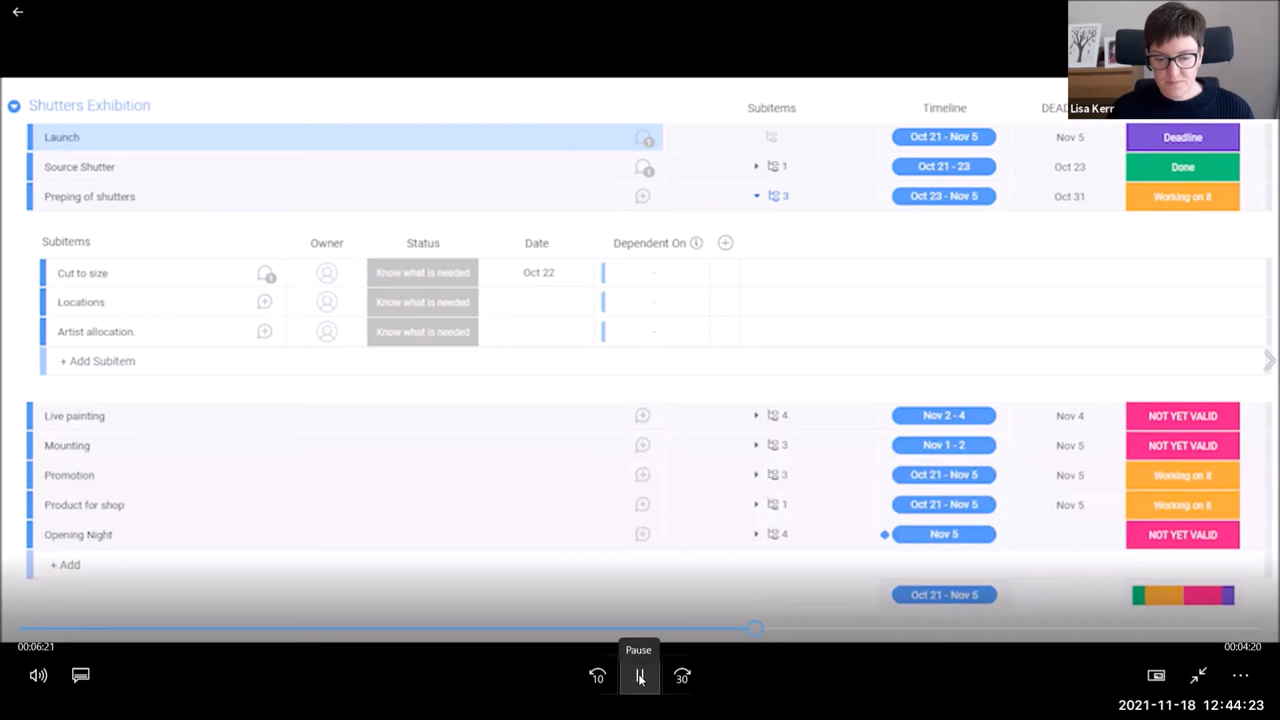 Lisa Kerr
Shutters Exhibition
Subitems Timeline
Launch 1 Oct 21 - Nov 5 Nov 5 Deadline
Source Shutter 1 1 Oct 21 - 23 Oct 23 Done
Preping of shutters 3 Oct 23 - Nov 5 Oct 31 Working on it
Subitems Owner Status Date Dependent On
Cut to size 1 Know what is needed Oct 22 -
Locations Know what is needed -
Artist allocation. Know what is needed -
+ Add Subitem
Live painting 4 Nov 2 - 4 Nov 4 NOT YET VALID
Mounting 3 Nov 1 - 2 Nov 5 NOT YET VALID
Promotion 3 Oct 21 - Nov 5 Nov 5 Working on it
Product for shop 1 Oct 21 - Nov 5 Nov 5 Working on it
Opening Night 4 Nov 5 NOT YET VALID
+ Add
Oct 21 - Nov 5
00:06:21 Pause 00:04:20
10 30
2021-11-18 12:44:23